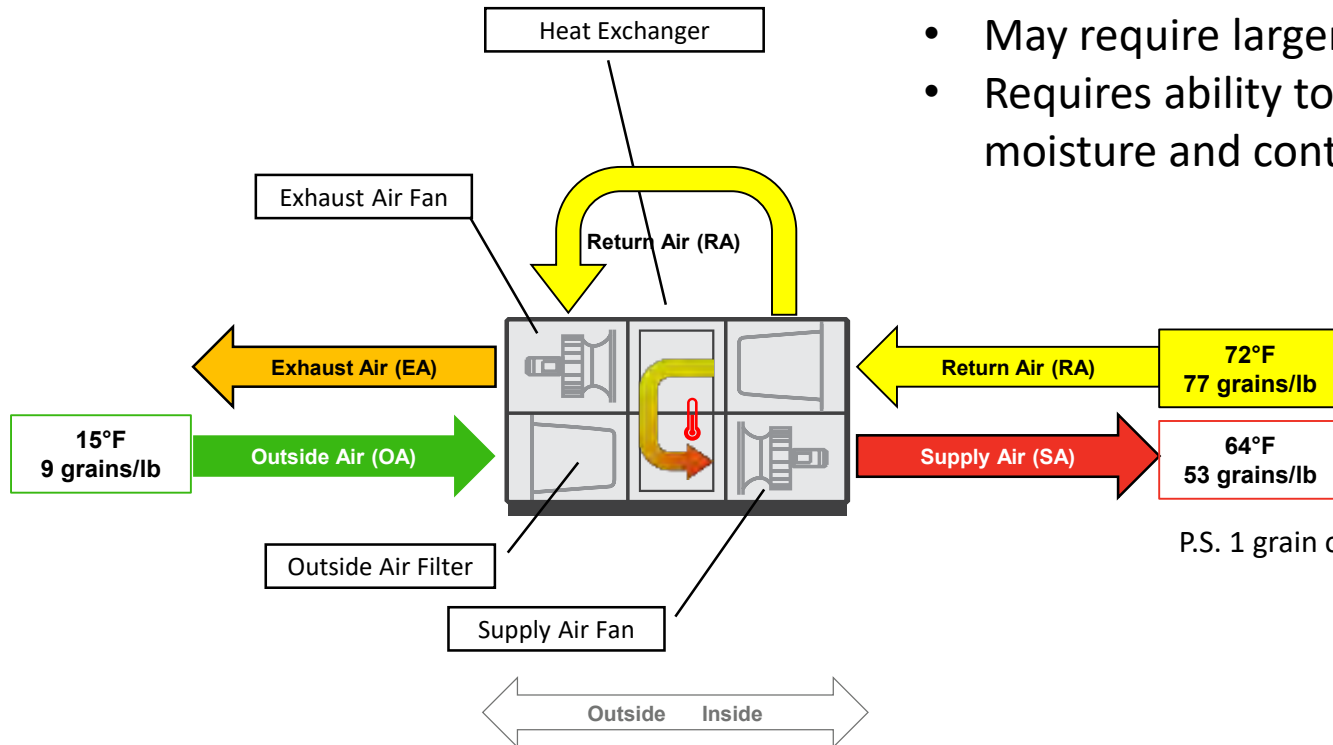 Heat Exchanger
• May require larger
• Requires ability to
moisture and cont
Exhaust Air Fan
Return Air (RA)
Exhaust Air (EA)
Return Air (RA)
72°F
77 grains/lb
15°F
9 grains/lb
Outside Air (OA)
Supply Air (SA)
64°F
53 grains/lb
P.S. 1 grain
Outside Air Filter
Supply Air Fan
Outside Inside